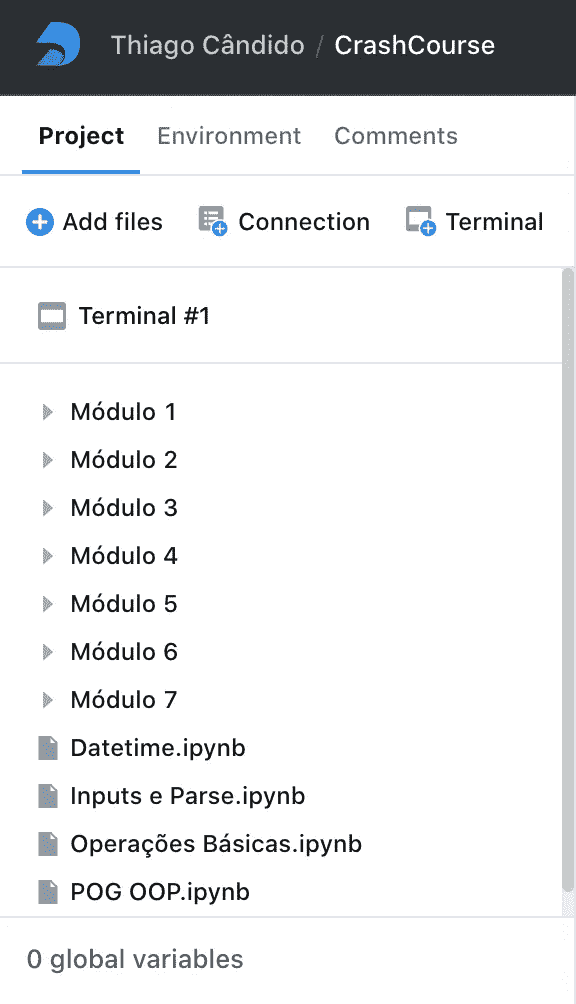 Thiago Cândido / CrashCourse
Project Environment Comments
Add files Connection Terminal
Terminal #1
Módulo 1
Módulo 2
Módulo 3
Módulo 4
Módulo 5
Módulo 6
Módulo 7
Datetime.ipynb
Inputs e Parse.ipynb
Operações Básicas.ipynb
POG OOP.ipynb
0 global variables